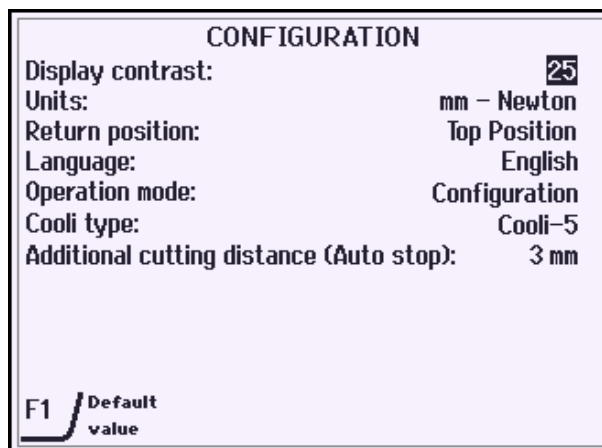 CONFIGURATION
Display contrast: 25
Units: mm – Newton
Return position: Top Position
Language: English
Operation mode: Configuration
Cooli type: Cooli–5
Additional cutting distance (Auto stop): 3 mm
F1 Default
value